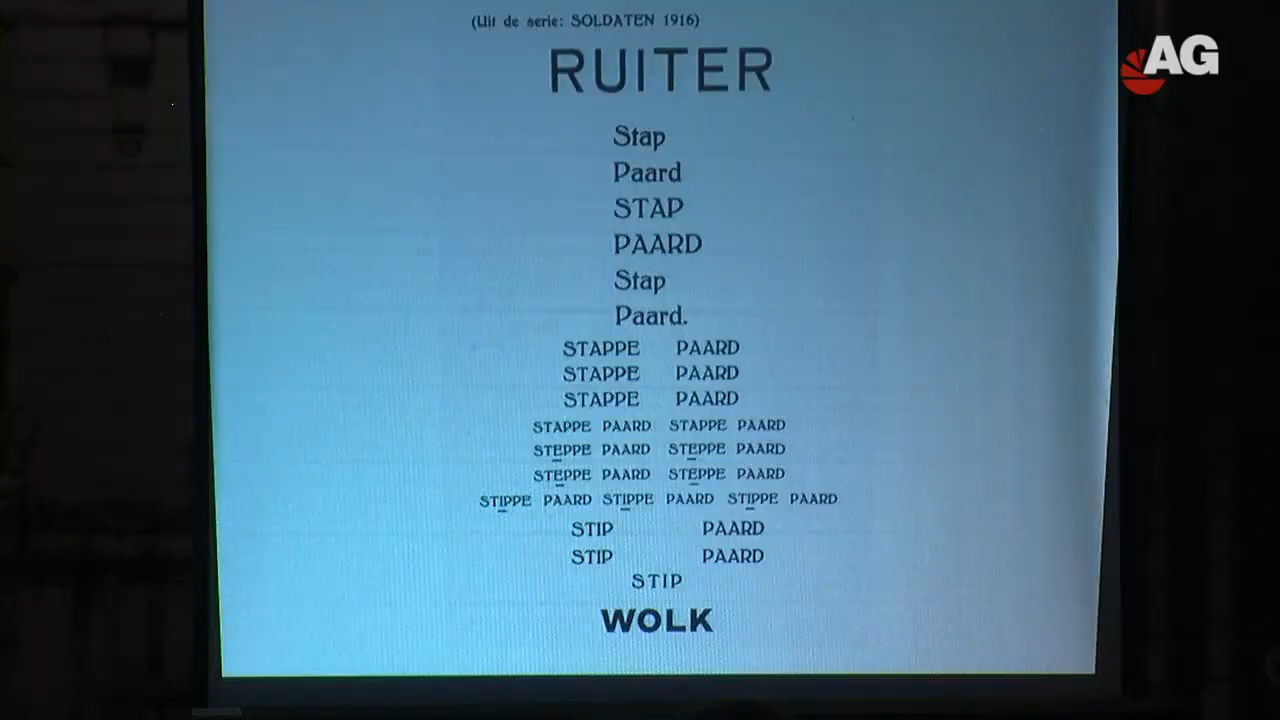 (Uit de serie: SOLDATEN 1916)
AG
RUITER
Stap
Paard
STAP
PAARD
Stap
Paard.
STAPPE PAARD
STAPPE PAARD
STAPPE PAARD
STAPPE PAARD STAPPE PAARD
STEPPE PAARD STEPPE PAARD
STEPPE PAARD STEPPE PAARD
STIPPE PAARD STIPPE PAARD STIPPE PAARD
STIP PAARD
STIP PAARD
STIP
WOLK